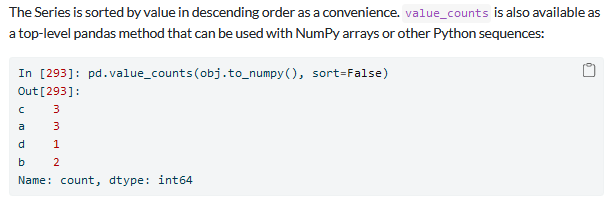 The Series is sorted by value in descending order as a convenience. value_counts is also available as
a top-level pandas method that can be used with NumPy arrays or other Python sequences:
In [293]: pd.value_counts(obj.to_numpy(), sort=False)
Out[293]:
c    3
a    3
d    1
b    2
Name: count, dtype: int64